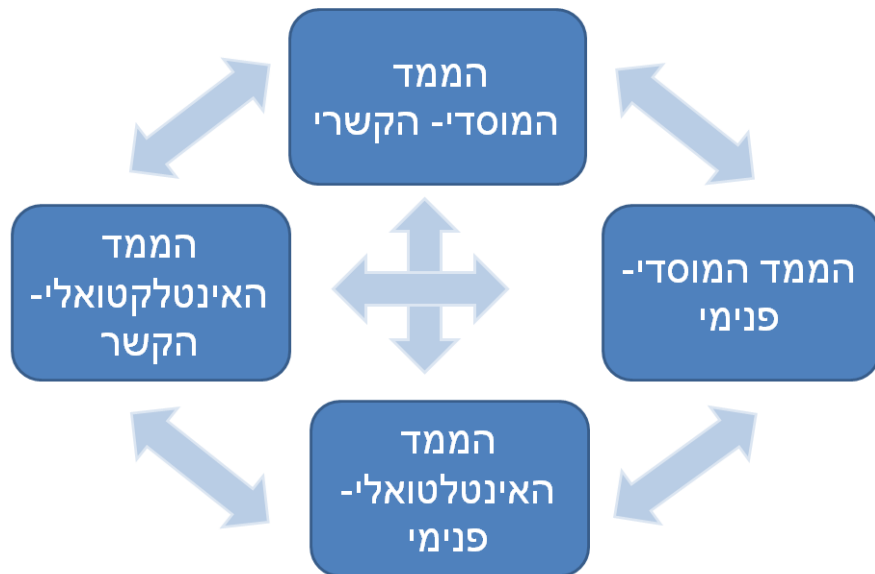 הממד
המוסדי- הקשרי
הממד המוסדי-
פנימי
הממד
האינטלקטואלי-
הקשר
הממד
האינטלטואלי-
פנימי